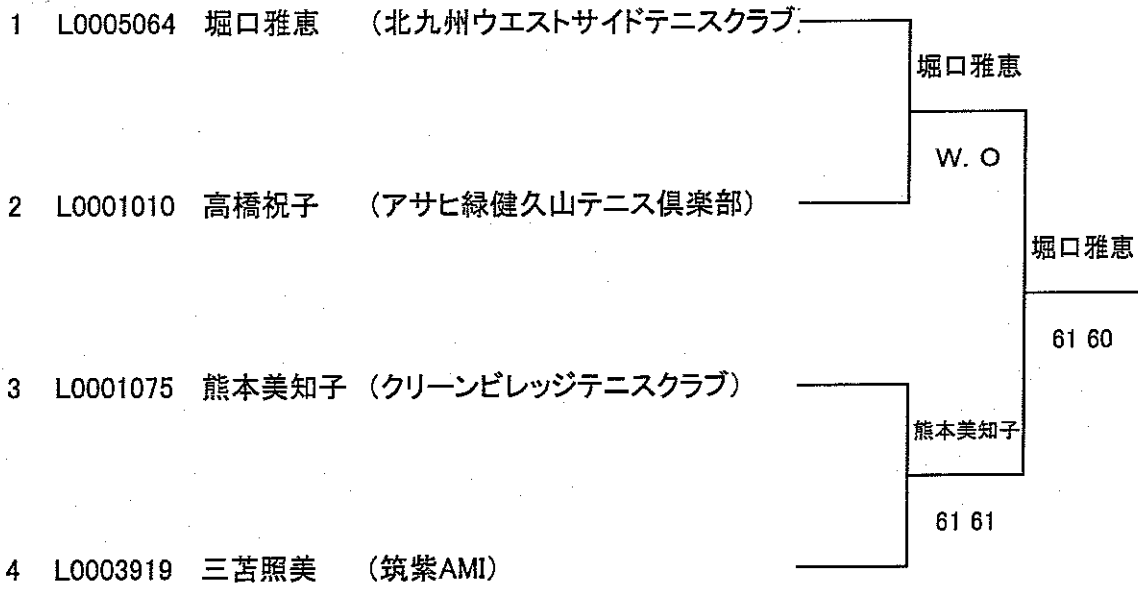 1 L0005064 堀口雅恵 (北九州ウエストサイドテニスクラブ
堀口雅恵
W. O
2 L0001010 高橋祝子 (アサヒ緑健久山テニス倶楽部)
堀口雅恵
61 60
3 L0001075 熊本美知子 (クリーンビレッジテニスクラブ)
熊本美知子
61 61
4 L0003919 三苫照美 (筑紫AMI)